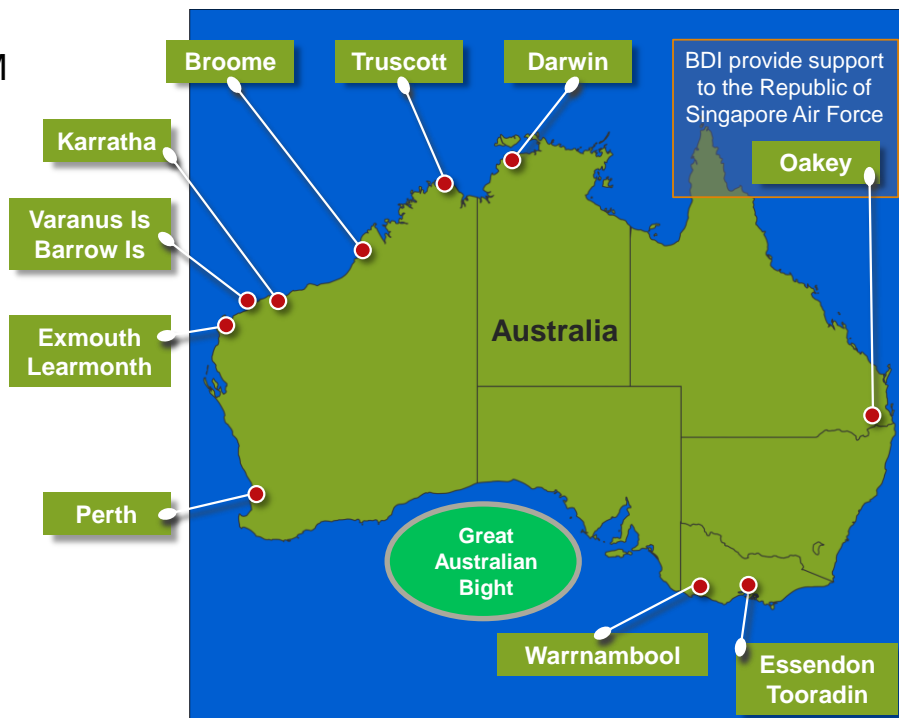 M
Broome
Truscott
Darwin
BDI provide support
to the Republic of
Singapore Air Force
Oakey
Karratha
Varanus Is
Barrow Is
Exmouth
Learmonth
Australia
Perth
Great
Australian
Bight
Warrnambool
Essendon
Tooradin